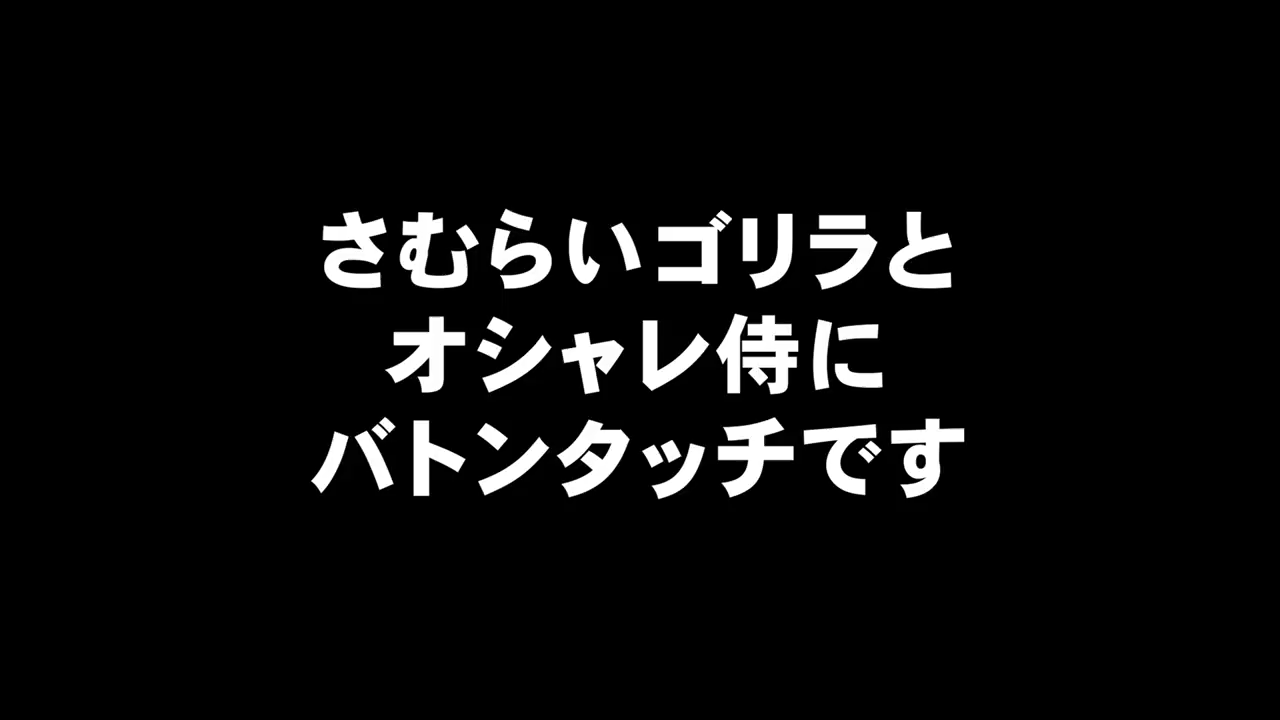 さむらいゴリラと
オシャレ侍に
バトンタッチです